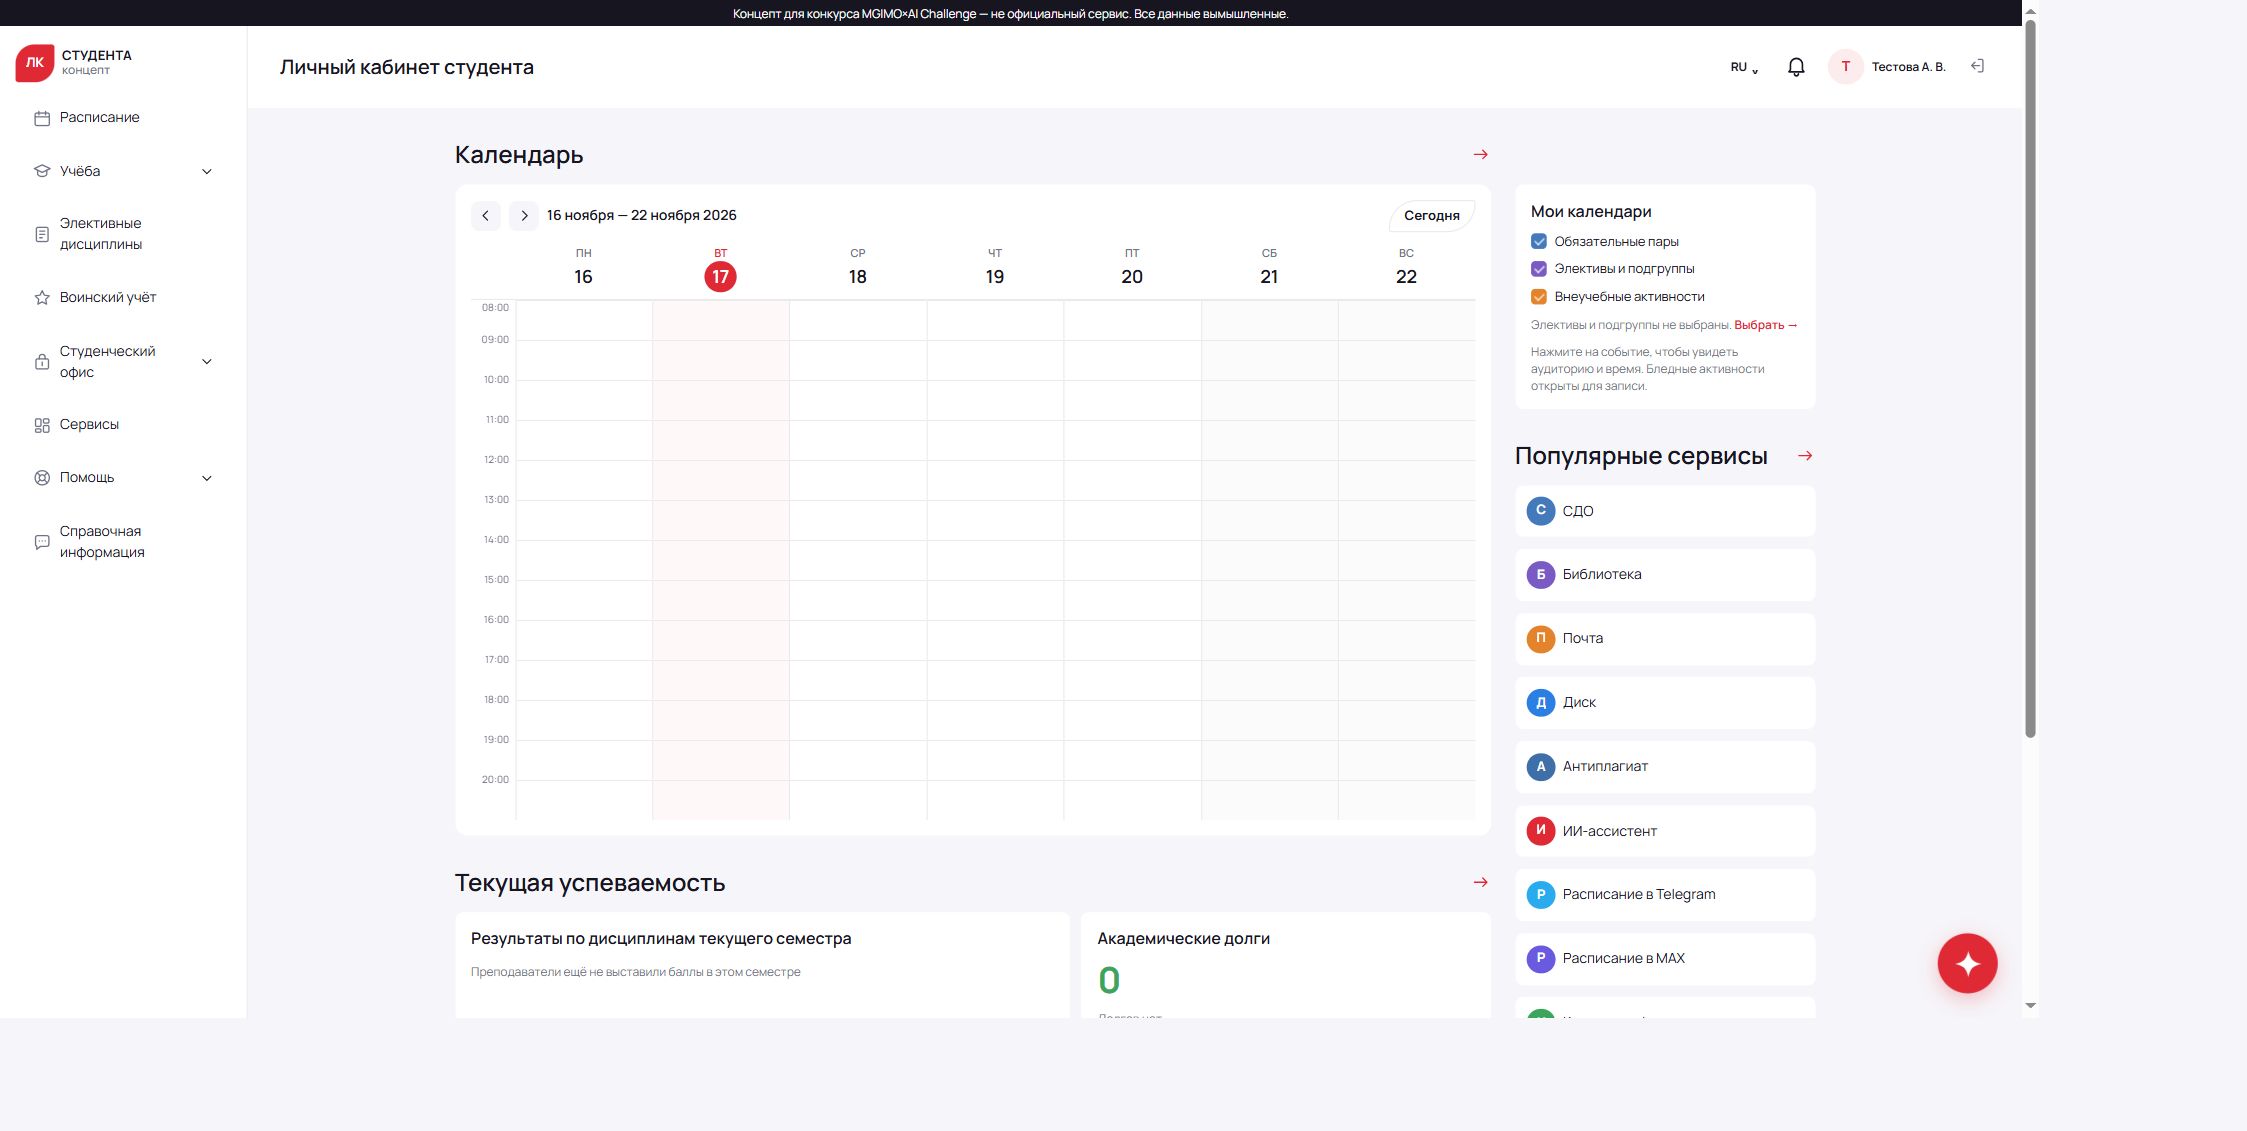 Концепт для конкурса MGIMO×AI Challenge — не официальный сервис. Все данные вымышленные.
ЛК
СТУДЕНТА
концепт
Расписание
Учёба
Элективные
дисциплины
Воинский учёт
Студенческий
офис
Сервисы
Помощь
Справочная
информация
Личный кабинет студента
RU
Т
Тестова А. В.
Календарь
16 ноября — 22 ноября 2026
Сегодня
ПН
ВТ
СР
ЧТ
ПТ
СБ
ВС
16
17
18
19
20
21
22
08:00
09:00
10:00
11:00
12:00
13:00
14:00
15:00
16:00
17:00
18:00
19:00
20:00
Текущая успеваемость
Результаты по дисциплинам текущего семестра
Преподаватели ещё не выставили баллы в этом семестре
Академические долги
0
Мои календари
Обязательные пары
Элективы и подгруппы
Внеучебные активности
Элективы и подгруппы не выбраны. Выбрать →
Нажмите на событие, чтобы увидеть
аудиторию и время. Бледные активности
открыты для записи.
Популярные сервисы
С
СДО
Б
Библиотека
П
Почта
Д
Диск
А
Антиплагиат
И
ИИ-ассистент
Р
Расписание в Telegram
Р
Расписание в MAX